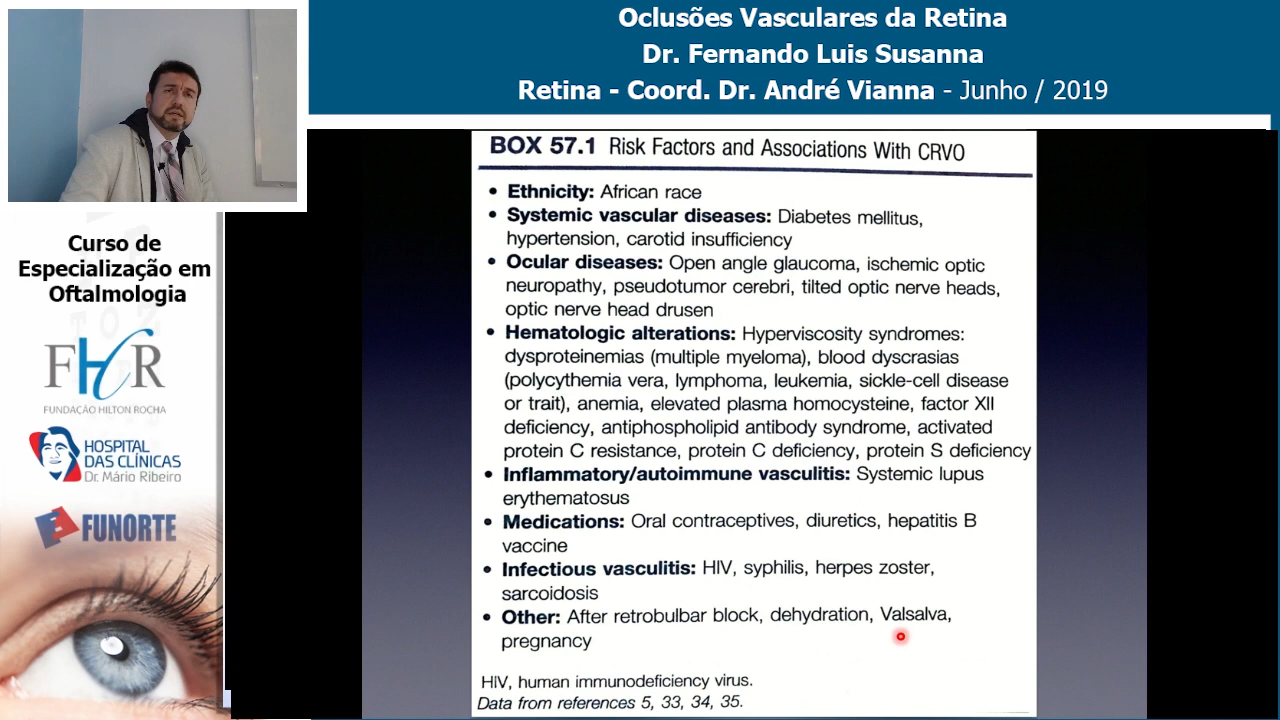 Oclusões Vasculares da Retina
Dr. Fernando Luis Susanna
Retina - Coord. Dr. André Vianna - Junho / 2019
Curso de
Especialização em
Oftalmologia
FHR
FUNDAÇÃO HILTON ROCHA
HOSPITAL
DAS CLÍNICAS
Dr. Mário Ribeiro
FUNORTE
BOX 57.1 Risk Factors and Associations With CRVO
• Ethnicity: African race
• Systemic vascular diseases: Diabetes mellitus,
hypertension, carotid insufficiency
• Ocular diseases: Open angle glaucoma, ischemic optic
neuropathy, pseudotumor cerebri, tilted optic nerve heads,
optic nerve head drusen
• Hematologic alterations: Hyperviscosity syndromes:
dysproteinemias (multiple myeloma), blood dyscrasias
(polycythemia vera, lymphoma, leukemia, sickle-cell disease
or trait), anemia, elevated plasma homocysteine, factor XII
deficiency, antiphospholipid antibody syndrome, activated
protein C resistance, protein C deficiency, protein S deficiency
• Inflammatory/autoimmune vasculitis: Systemic lupus
erythematosus
• Medications: Oral contraceptives, diuretics, hepatitis B
vaccine
• Infectious vasculitis: HIV, syphilis, herpes zoster,
sarcoidosis
• Other: After retrobulbar block, dehydration, Valsalva,
pregnancy
HIV, human immunodeficiency virus.
Data from references 5, 33, 34, 35.